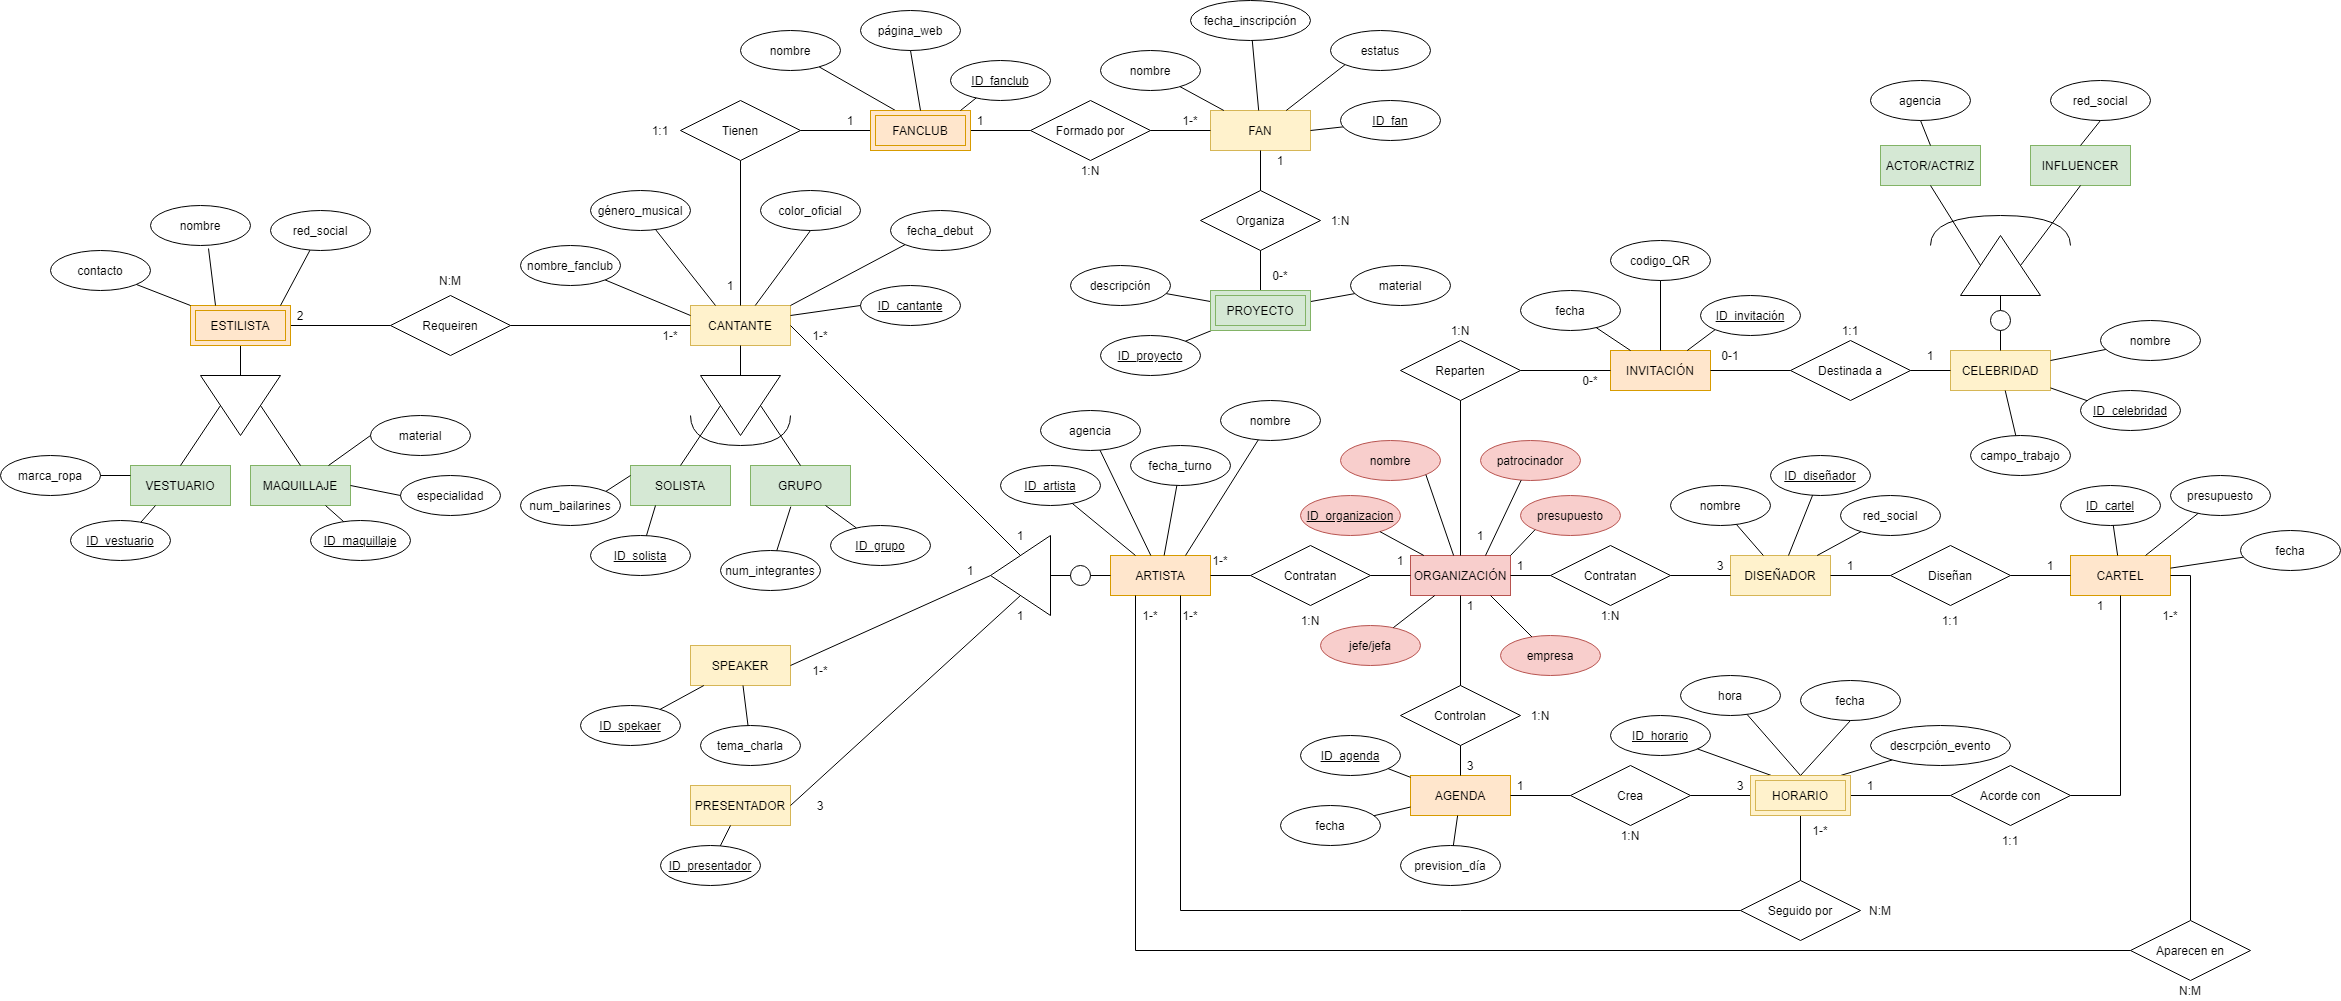 fecha_inscripción
página_web
nombre
estatus
nombre
ID_fanclub
agencia
red_social
ID_fan
1:1
Tienen
1
FANCLUB
1
Formado por
1-*
FAN
1:N
1
ACTOR/ACTRIZ
INFLUENCER
género_musical
color_oficial
Organiza
1:N
nombre
red_social
fecha_debut
contacto
nombre_fanclub
codigo_QR
N:M
1
0-*
descripción
material
ID_cantante
fecha
ID_invitación
ESTILISTA
2
Requeiren
1-*
CANTANTE
1-*
PROYECTO
1:N
1:1
nombre
ID_proyecto
0-1
1
Reparten
0-*
INVITACIÓN
Destinada a
CELEBRIDAD
ID_celebridad
nombre
agencia
material
fecha_turno
nombre
patrocinador
campo_trabajo
marca_ropa
VESTUARIO
MAQUILLAJE
especialidad
SOLISTA
GRUPO
ID_artista
ID_diseñador
num_bailarines
ID_organizacion
presupuesto
nombre
red_social
ID_cartel
presupuesto
ID_vestuario
ID_maquillaje
ID_solista
ID_grupo
num_integrantes
1
1
fecha
1
ARTISTA
1-*
Contratan
1
ORGANIZACIÓN
1
Contratan
3
DISEÑADOR
1
Diseñan
1
CARTEL
1
1-*
1-*
1:N
1
1:N
1:1
1
1-*
jefe/jefa
empresa
SPEAKER
1-*
ID_spekaer
tema_charla
Controlan
1:N
hora
fecha
ID_horario
descrpción_evento
ID_agenda
3
PRESENTADOR
3
AGENDA
1
Crea
3
HORARIO
1
Acorde con
fecha
1:N
1-*
1:1
ID_presentador
prevision_día
Seguido por
N:M
Aparecen en
N:M